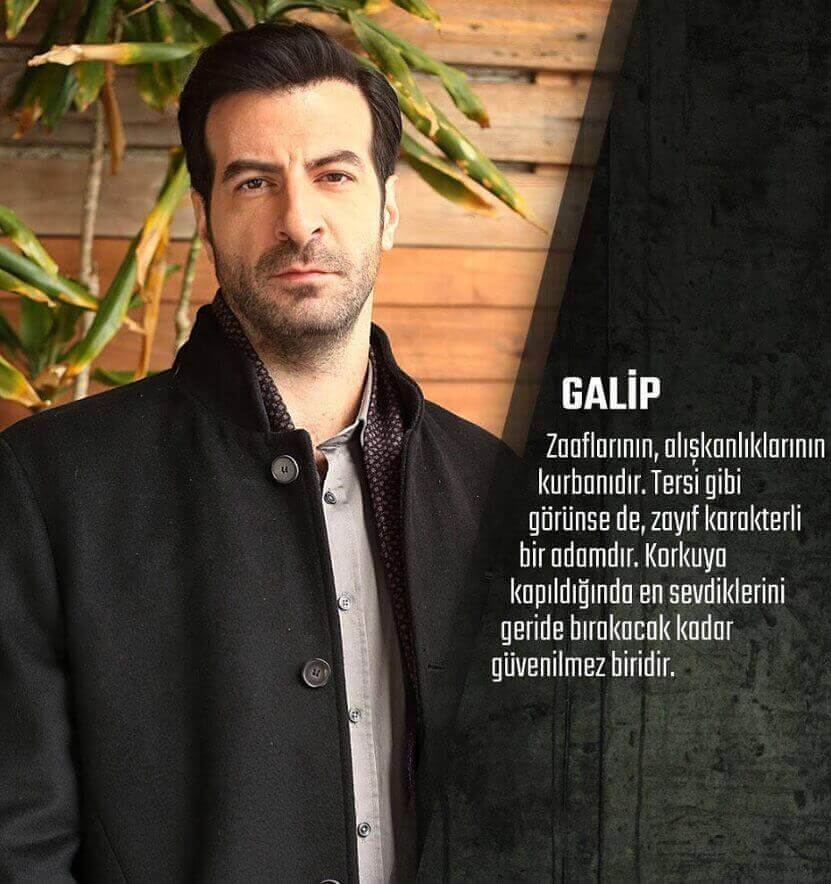 GALİP
Zaaflarının, alışkanlıklarının
kurbanıdır. Tersi gibi
görünse de, zayıf karakterli
bir adamdır. Korkuya
kapıldığında en sevdiklerini
geride bırakacak kadar
güvenilmez biridir.